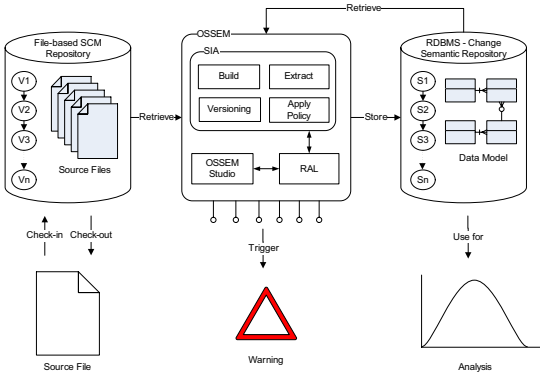 Retrieve
File-based SCM
Repository
V1
V2
V3
Vn
Source Files
Retrieve
OSSEM
SIA
Build
Extract
Versioning
Apply
Policy
OSSEM
Studio
RAL
Store
RDBMS - Change
Semantic Repository
S1
S2
S3
Sn
Data Model
Check-in
Check-out
Trigger
Use for
Source File
Warning
Analysis